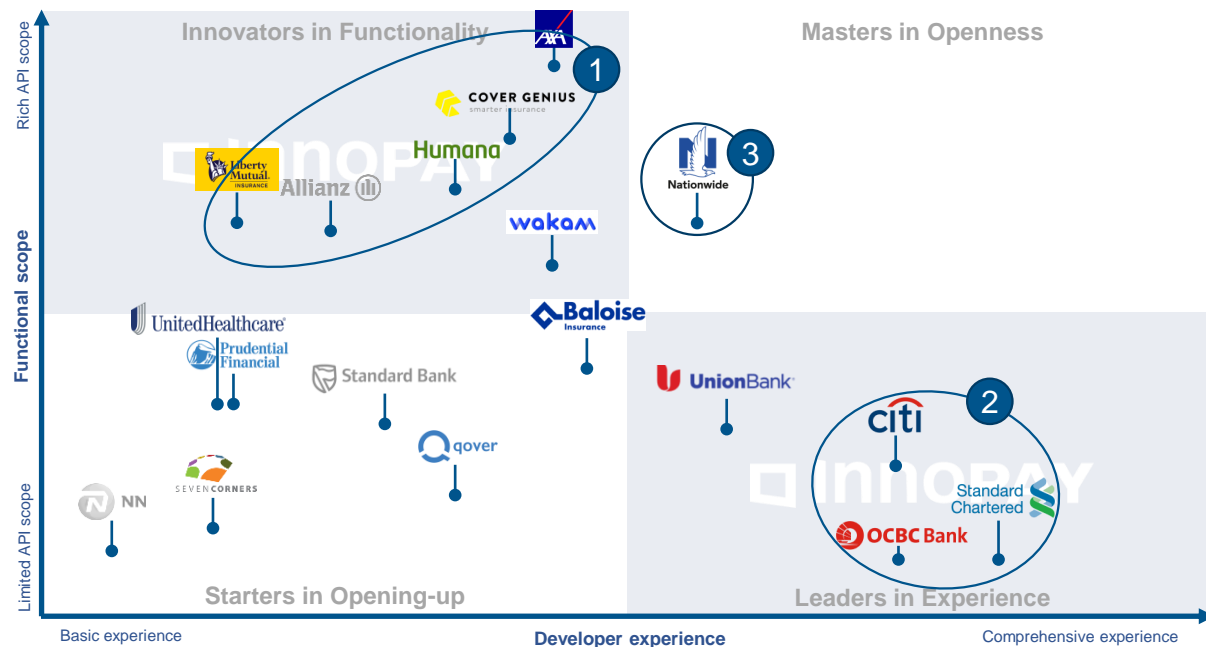 Rich API scope
Functional scope
Limited API scope
Innovators in Functionality
Masters in Openness
AXA
1
COVER GENIUS
smarter insurance
INNOPAY
Humana
Liberty
Mutual.
INSURANCE
Allianz
3
Nationwide
wakam
UnitedHealthcare®
Baloise
Insurance
Prudential
Financial
Standard Bank
UnionBank
2
citi
qover
SEVENCORNERS
NN
INNOPAY
Standard
Chartered
OCBC Bank
Starters in Opening-up
Leaders in Experience
Basic experience
Developer experience
Comprehensive experience